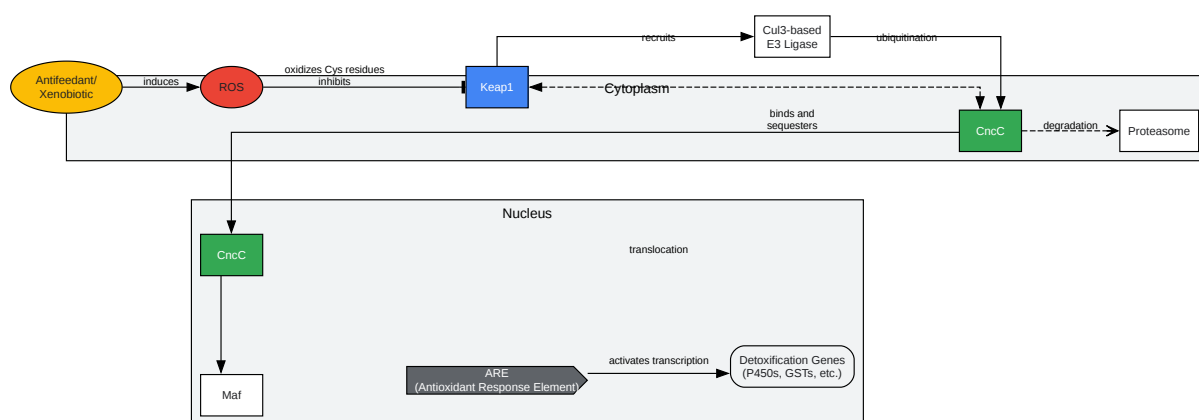 Cul3-based
E3 Ligase
recruits
ubiquitination
oxidizes Cys residues
inhibits
Antifeedant/
Xenobiotic
induces
ROS
Keap1
Cytoplasm
binds and
sequesters
CncC
degradation
Proteasome
Nucleus
CncC
translocation
activates transcription
Detoxification Genes
(P450s, GSTs, etc.)
ARE
(Antioxidant Response Element)
Maf